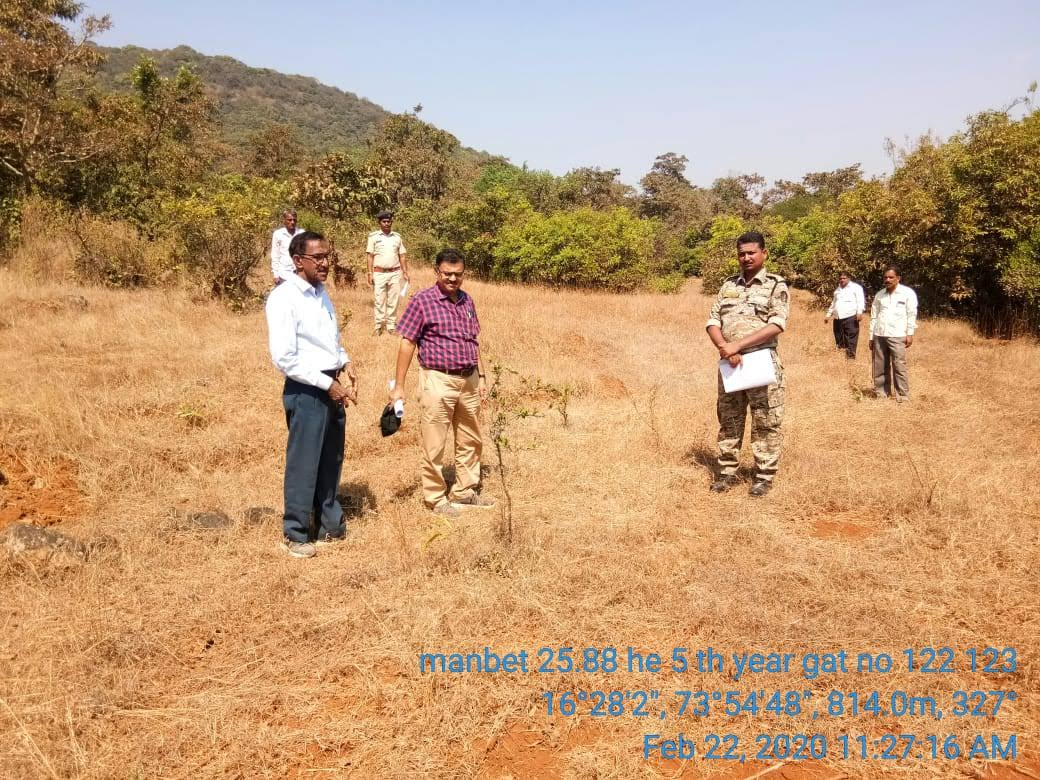 manbet 25.88 he 5 th year gat no 122 123
16°28'2", 73°54'48", 814.0m, 327°
Feb 22, 2020 11:27:16 AM